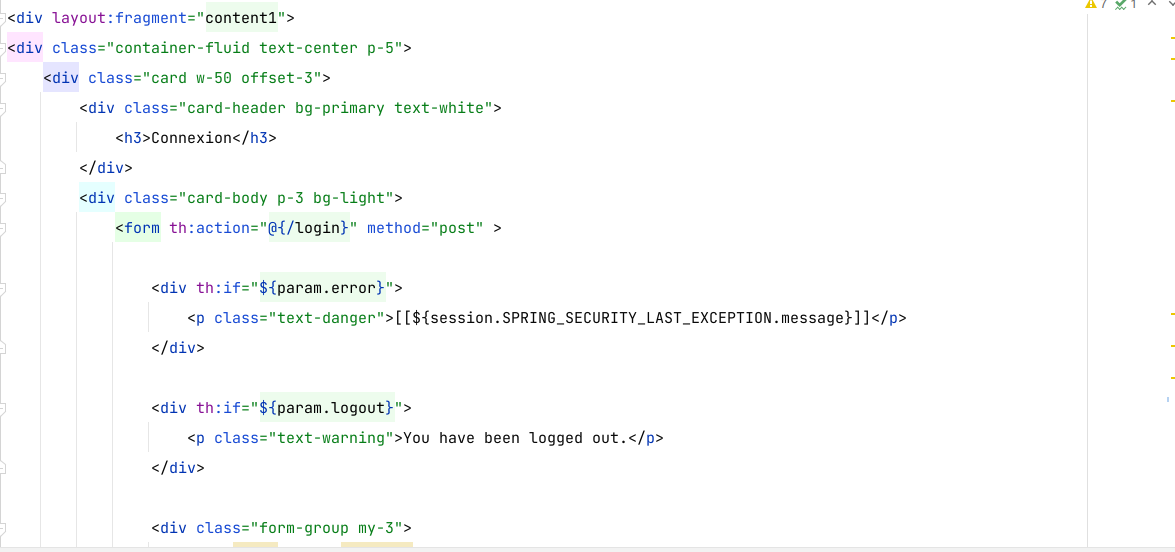 7 1
<div layout:fragment="content1">
<div class="container-fluid text-center p-5">
<div class="card w-50 offset-3">
<div class="card-header bg-primary text-white">
<h3>Connexion</h3>
</div>
<div class="card-body p-3 bg-light">
<form th:action="@{/login}" method="post" >
<div th:if="${param.error}">
<p class="text-danger">[[${session.SPRING_SECURITY_LAST_EXCEPTION.message}]]</p>
</div>
<div th:if="${param.logout}">
<p class="text-warning">You have been logged out.</p>
</div>
<div class="form-group my-3">